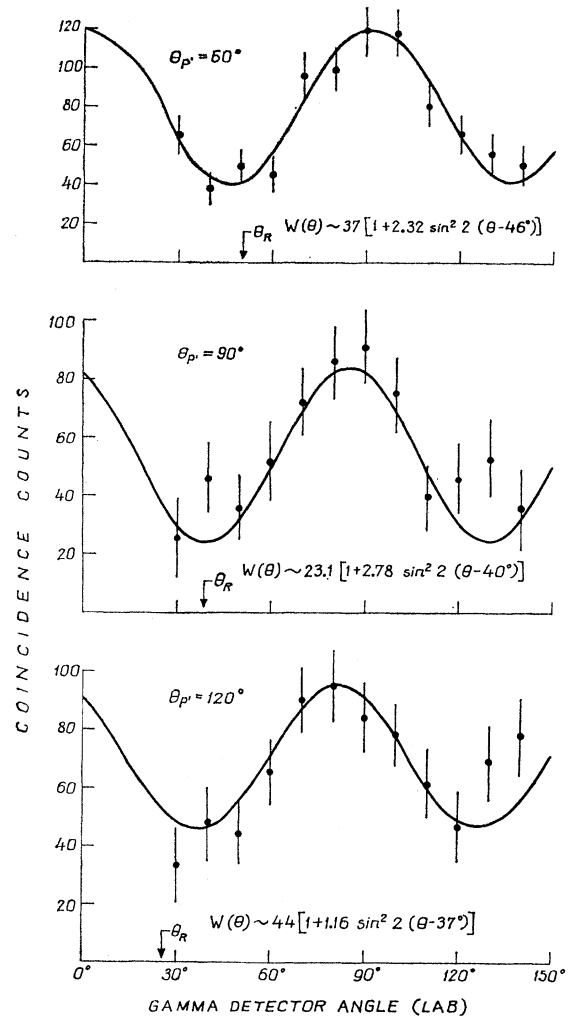 120
100
80
60
40
20
θP' = 60°
θR
W(θ)~37[1+2.32 sin² 2 (θ-46°)]
100
80
60
40
20
θP' = 90°
θR
W(θ)~23.1[1+2.78 sin² 2 (θ-40°)]
100
80
60
40
20
θP' = 120°
θR
W(θ)~44[1+1.16 sin² 2 (θ-37°)]
0° 30° 60° 90° 120° 150°
GAMMA DETECTOR ANGLE (LAB)
COINCIDENCE COUNTS